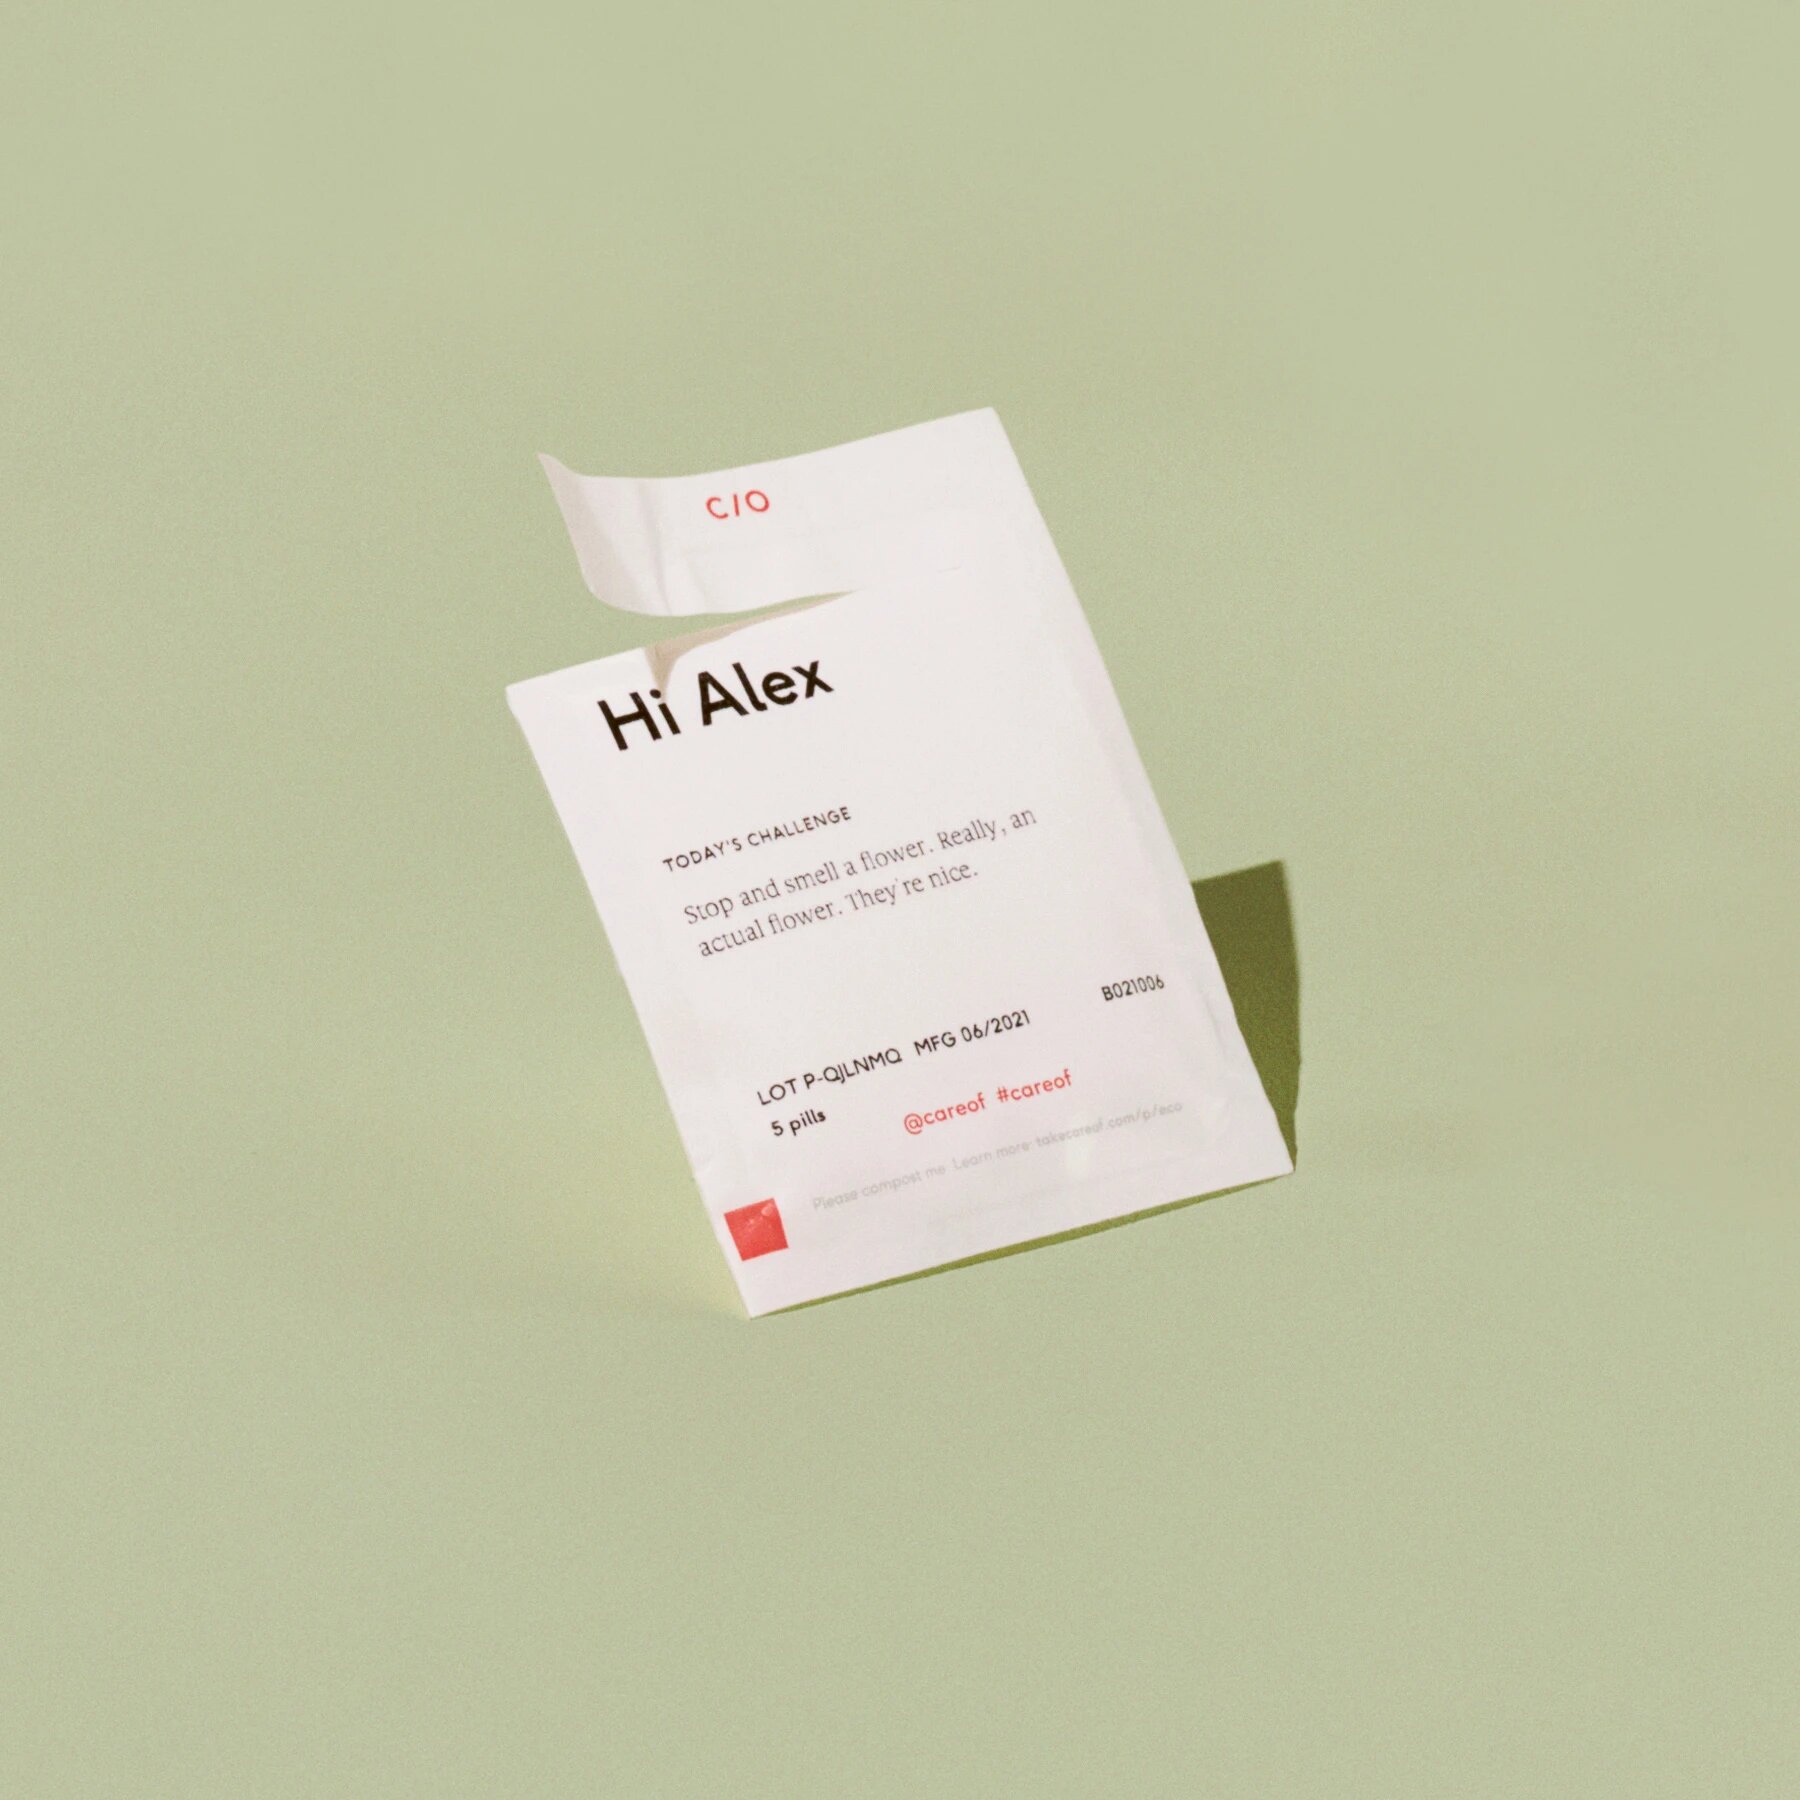 C/O
Hi Alex
TODAY'S CHALLENGE
Stop and smell a flower. Really, an
actual flower. They're nice.
B021006
LOT P-QJLNMQ MFG 06/2021
5 pills
@careof #careof
Please compost me. Learn more: takecareof.com/p/eco